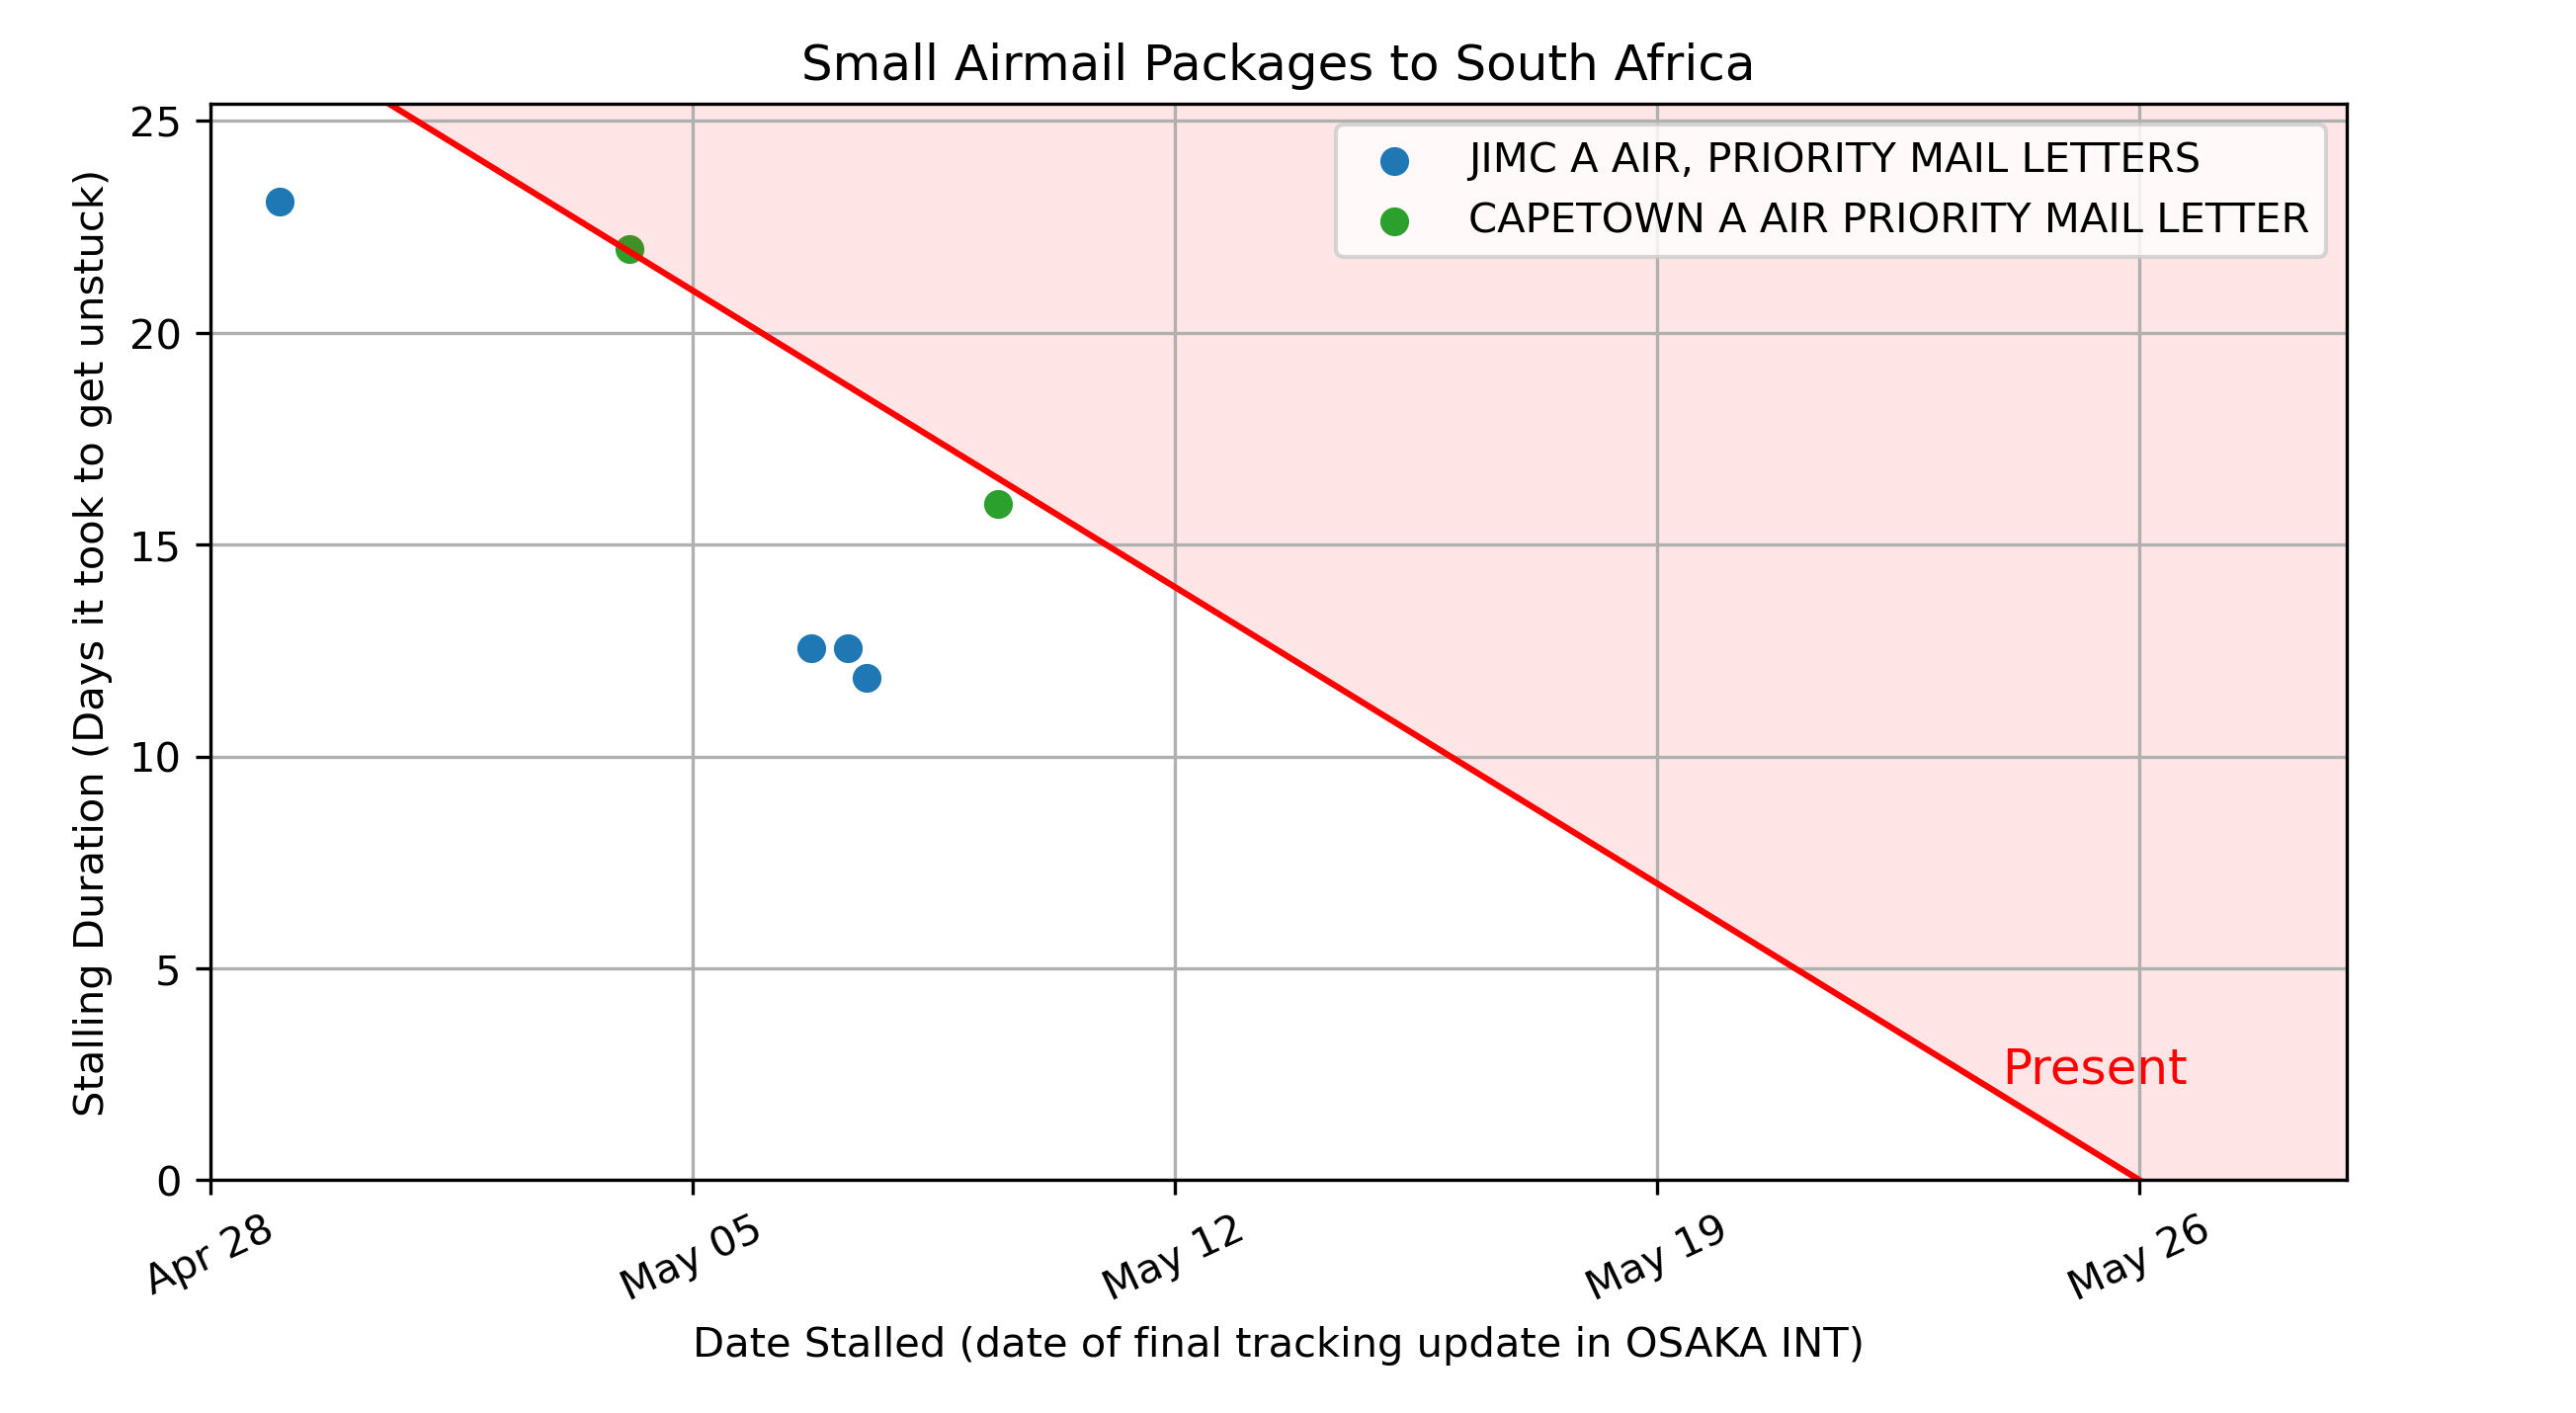 Small Airmail Packages to South Africa
JIMC A AIR, PRIORITY MAIL LETTERS
CAPETOWN A AIR PRIORITY MAIL LETTER
Stalling Duration (Days it took to get unstuck)
25
20
15
10
5
0
Present
Apr 28
May 05
May 12
May 19
May 26
Date Stalled (date of final tracking update in OSAKA INT)